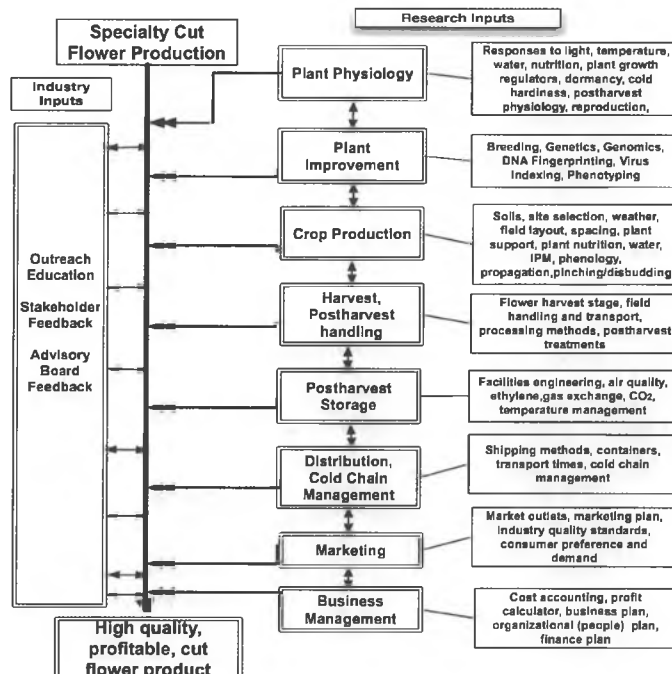 Research Inputs
Specialty Cut
Flower Production
Industry
Inputs
Outreach
Education
Stakeholder
Feedback
Advisory
Board
Feedback
High quality,
profitable, cut
flower product
Plant Physiology
Responses to light, temperature,
water, nutrition, plant growth
regulators, dormancy, cold
hardiness, postharvest
physiology, reproduction,
Plant
Improvement
Breeding, Genetics, Genomics,
DNA Fingerprinting, Virus
Indexing, Phenotyping
Crop Production
Soils, site selection, weather,
field layout, spacing, plant
support, plant nutrition, water,
IPM, phenology,
propagation,pinching/disbudding
Harvest,
Postharvest
handling
Flower harvest stage, field
handling and transport,
processing methods, postharvest
treatments
Postharvest
Storage
Facilities engineering, air quality,
ethylene,gas exchange, CO2,
temperature management
Distribution,
Cold Chain
Management
Shipping methods, containers,
transport times, cold chain
management
Marketing
Market outlets, marketing plan,
industry quality standards,
consumer preference and
demand
Business
Management
Cost accounting, profit
calculator, business plan,
organizational (people) plan,
finance plan